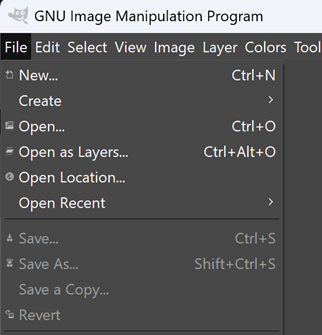 GNU Image Manipulation Program
File Edit Select View Image Layer Colors Tool
New... Ctrl+N
Create
Open... Ctrl+O
Open as Layers... Ctrl+Alt+O
Open Location...
Open Recent
Save... Ctrl+S
Save As... Shift+Ctrl+S
Save a Copy...
Revert